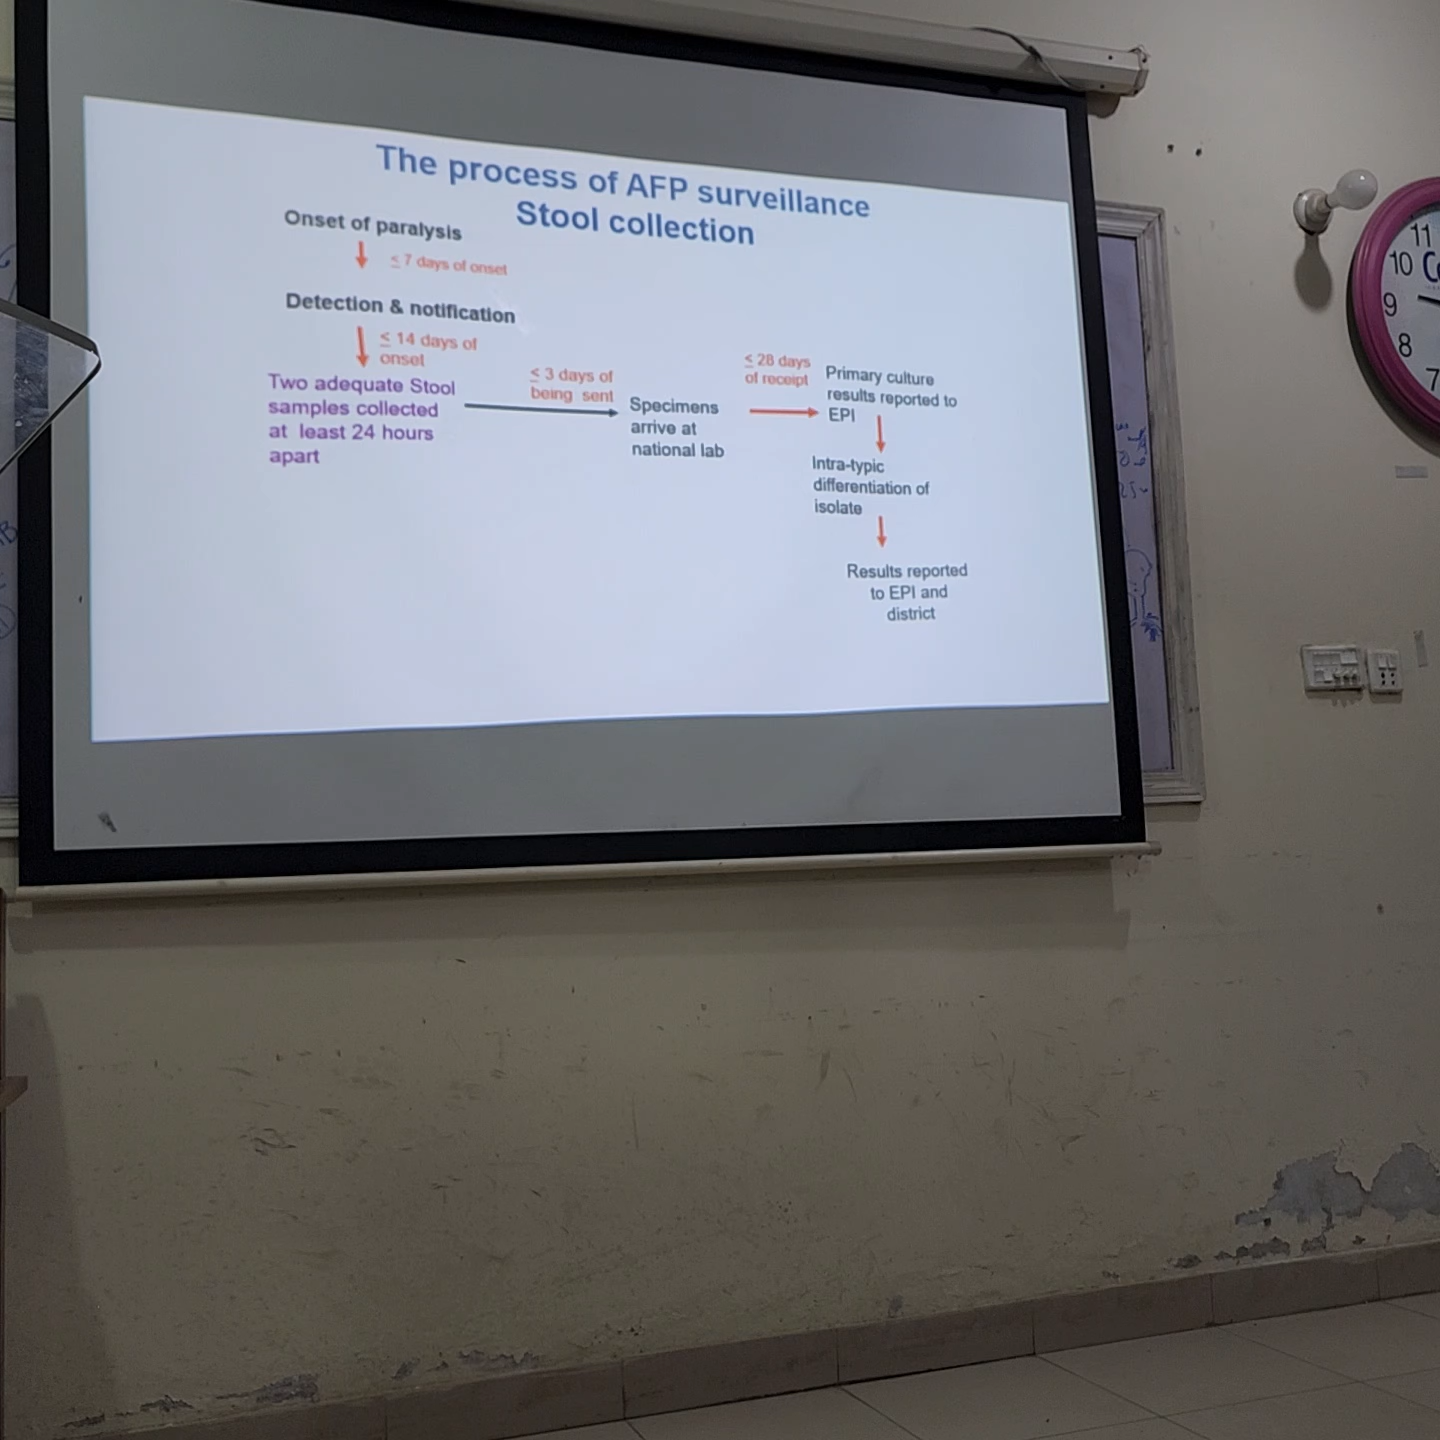 The process of AFP surveillance
Stool collection
Onset of paralysis
≤ 7 days of onset
Detection & notification
≤ 14 days of
onset
Two adequate Stool
samples collected
at least 24 hours
apart
≤ 3 days of
being sent
Specimens
arrive at
national lab
≤ 28 days
of receipt
Primary culture
results reported to
EPI
Intra-typic
differentiation of
isolate
Results reported
to EPI and
district
11
10
9
8
7